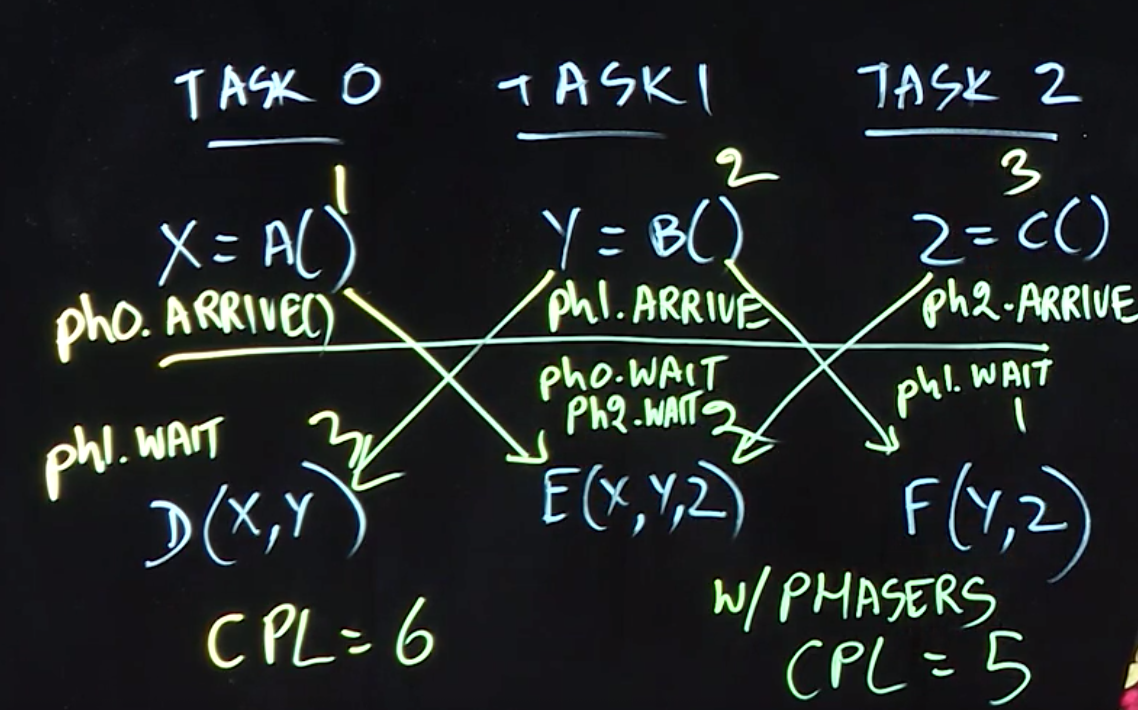 TASK 0 TASK 1 TASK 2
1 2 3
X = A() Y = B() Z = C()
ph0.ARRIVE() ph1.ARRIVE ph2.ARRIVE
ph0.WAIT ph1.WAIT
ph1.WAIT 3 ph2.WAIT 2 1
D(X,Y) E(X,Y,Z) F(Y,Z)
W/PHASERS
CPL = 6 CPL = 5